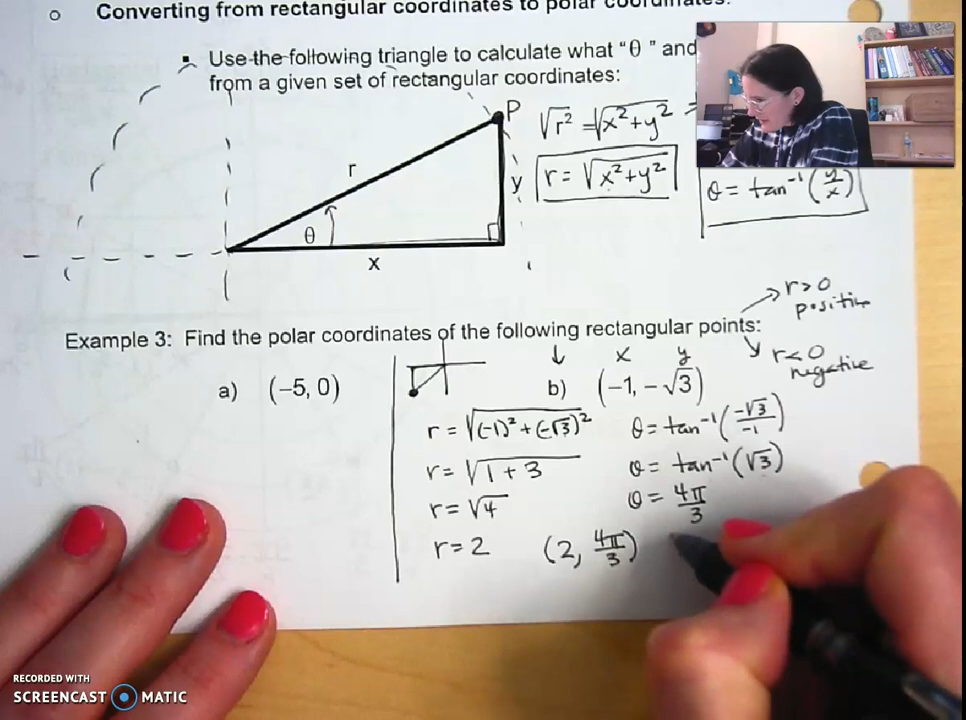 Converting from rectangular coordinates to polar coordinates:
Use the following triangle to calculate what “θ ” and
from a given set of rectangular coordinates:
P
√r² = √x²+y²
r
y
r = √x²+y²
θ = tan⁻¹(y/x)
θ
x
r>0
positive
Example 3: Find the polar coordinates of the following rectangular points:
r<0
negative
x y
a) (−5, 0)
b) (−1, −√3)
r = √(-1)² + (-√3)²
θ = tan⁻¹(-√3/-1)
r = √1 + 3
θ = tan⁻¹(√3)
r = √4
θ = 4π/3
r = 2
(2, 4π/3)
RECORDED WITH
SCREENCAST MATIC